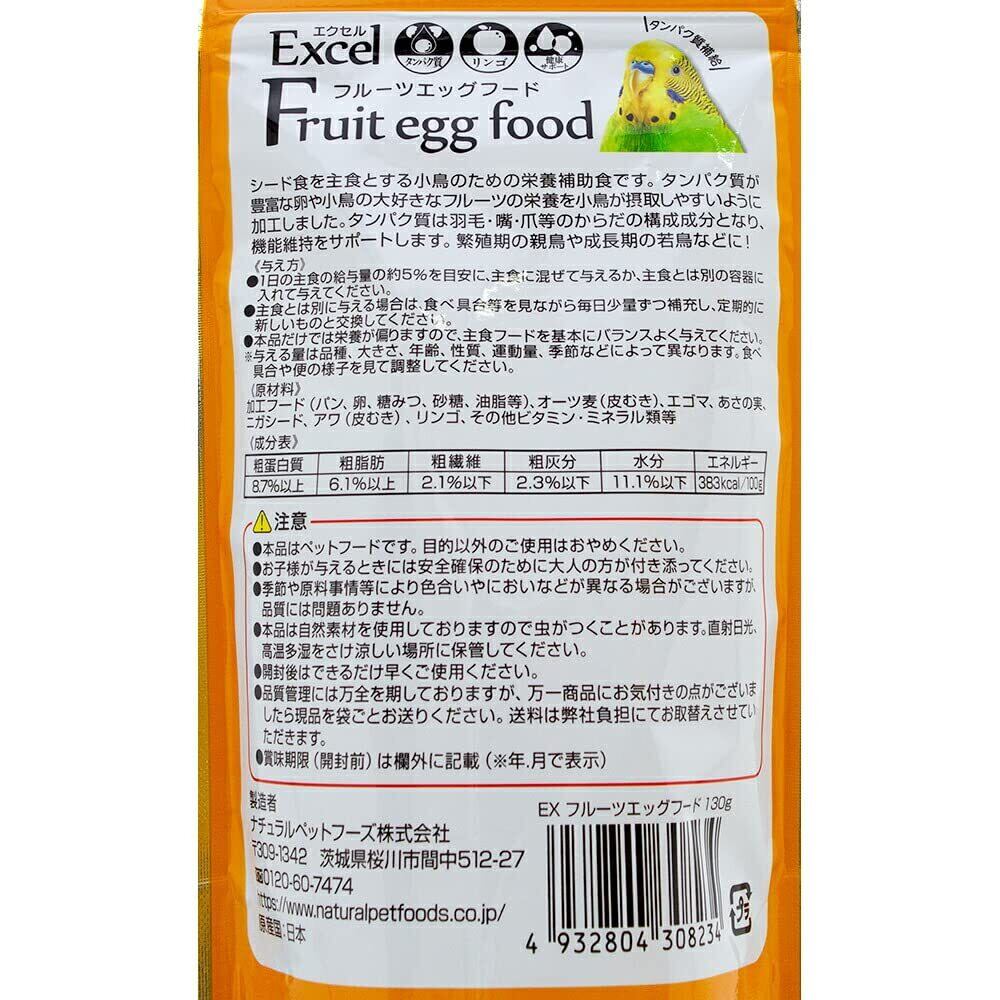 エクセル
Excel
タンパク質
リンゴ
健康
サポート
タンパク質補給
フルーツエッグフード
Fruit egg food
シード食を主食とする小鳥のための栄養補助食です。タンパク質が
豊富な卵や小鳥の大好きなフルーツの栄養を小鳥が摂取しやすいように
加工しました。タンパク質は羽毛・嘴・爪等のからだの構成成分となり、
機能維持をサポートします。繁殖期の親鳥や成長期の若鳥などに!
《与え方》
●1日の主食の給与量の約5%を目安に、主食に混ぜて与えるか、主食とは別の容器に
入れて与えてください。
●主食とは別に与える場合は、食べ具合等を見ながら毎日少量ずつ補充し、定期的に
新しいものと交換してください。
●本品だけでは栄養が偏りますので、主食フードを基本にバランスよく与えてください。
※与える量は品種、大きさ、年齢、性質、運動量、季節などによって異なります。食べ
具合や便の様子を見て調整してください。
《原材料》
加工フード(パン、卵、糖みつ、砂糖、油脂等)、オーツ麦(皮むき)、エゴマ、あさの実、
ニガシード、アワ(皮むき)、リンゴ、その他ビタミン・ミネラル類等
《成分表》
粗蛋白質 粗脂肪 粗繊維 粗灰分 水分 エネルギー
8.7%以上 6.1%以上 2.1%以下 2.3%以下 11.1%以下 383kcal/100g
注意
●本品はペットフードです。目的以外のご使用はおやめください。
●お子様が与えるときには安全確保のために大人の方が付き添ってください。
●季節や原料事情等により色合いやにおいなどが異なる場合がございますが、
品質には問題ありません。
●本品は自然素材を使用しておりますので虫がつくことがあります。直射日光、
高温多湿をさけ涼しい場所に保管してください。
●開封後はできるだけ早くご使用ください。
●品質管理には万全を期しておりますが、万一商品にお気付きの点がございま
したら現品を袋ごとお送りください。送料は弊社負担にてお取替えさせてい
ただきます。
●賞味期限(開封前)は欄外に記載(※年.月で表示)
製造者
ナチュラルペットフーズ株式会社
〒309-1342 茨城県桜川市間中512-27
0120-60-7474
https://www.naturalpetfoods.co.jp/
原産国:日本
EX フルーツエッグフード 130g
4 932804 308234
プラ